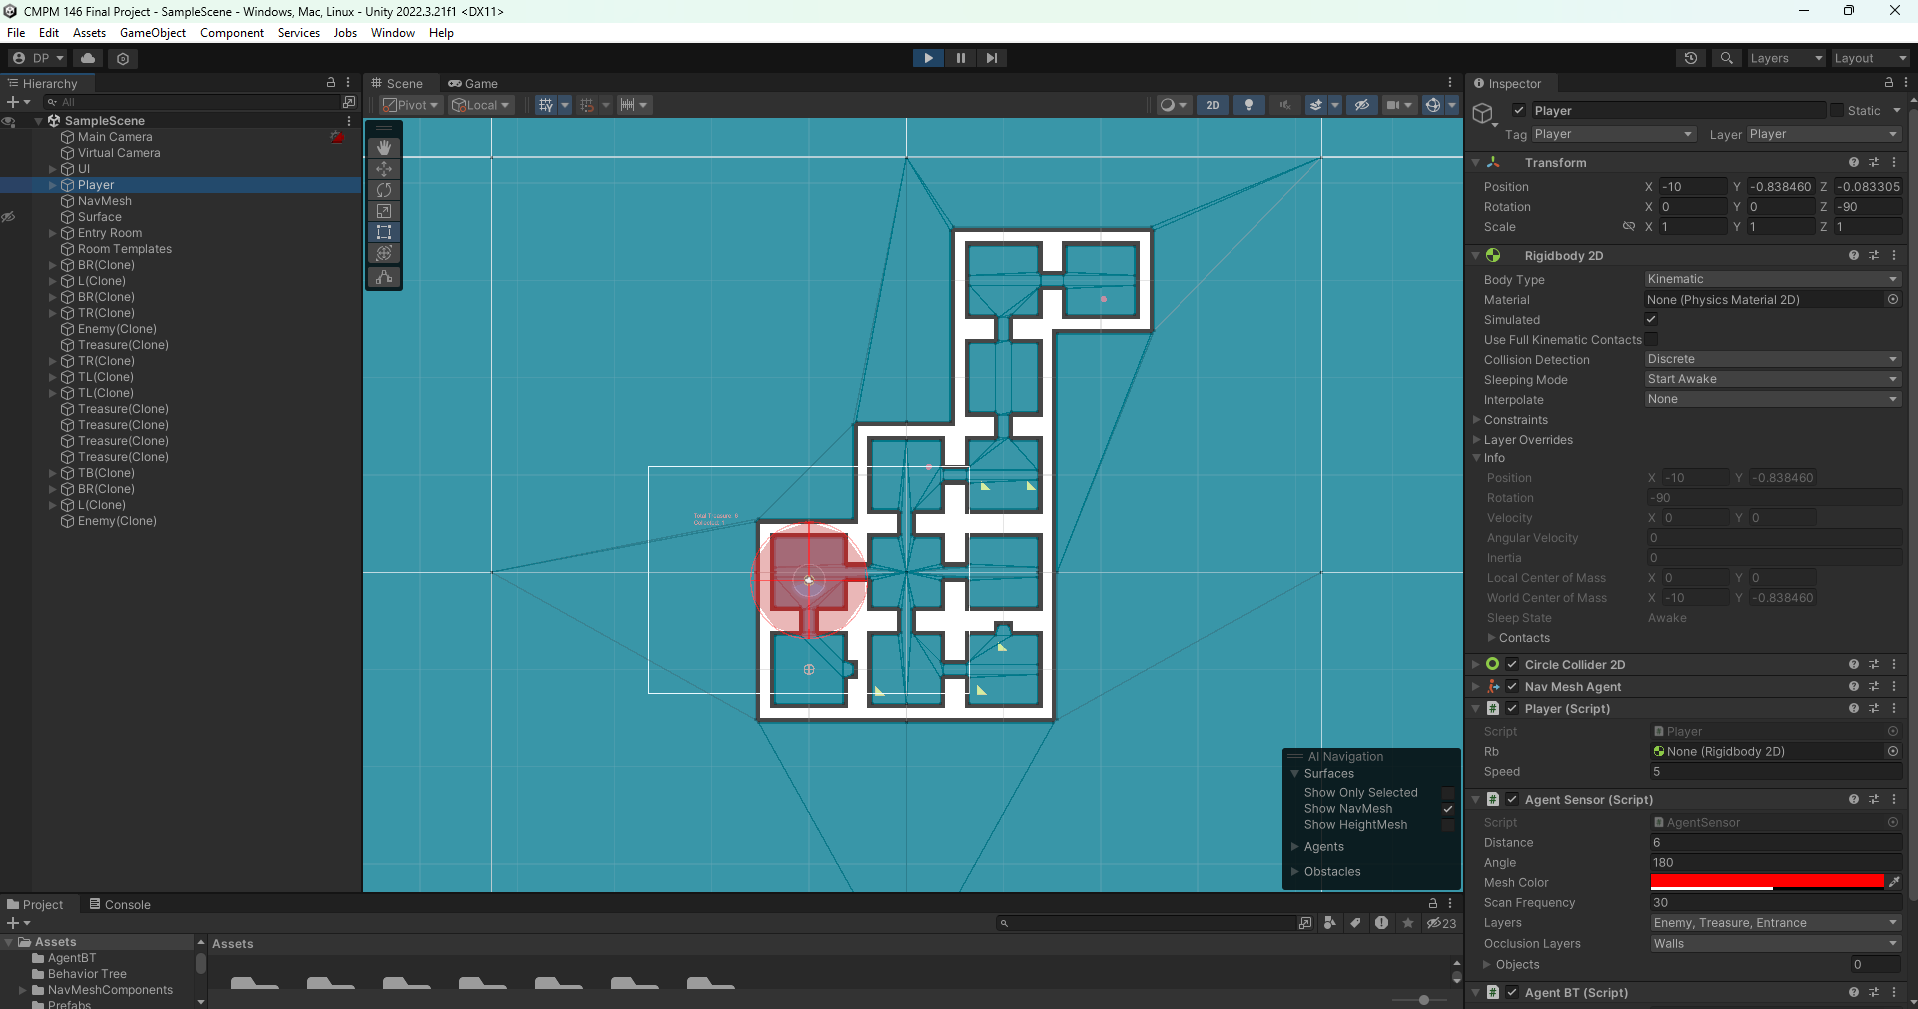 CMPM 146 Final Project - SampleScene - Windows, Mac, Linux - Unity 2022.3.21f1 <DX11>
File Edit Assets GameObject Component Services Jobs Window Help
DP Layers Layout
Hierarchy
All
SampleScene
Main Camera
Virtual Camera
UI
Player
NavMesh
Surface
Entry Room
Room Templates
BR(Clone)
L(Clone)
BR(Clone)
TR(Clone)
Enemy(Clone)
Treasure(Clone)
TR(Clone)
TL(Clone)
TL(Clone)
Treasure(Clone)
Treasure(Clone)
Treasure(Clone)
Treasure(Clone)
TB(Clone)
BR(Clone)
L(Clone)
Enemy(Clone)
Scene Game
Pivot Local 2D
AI Navigation
Surfaces
Show Only Selected
Show NavMesh
Show HeightMesh
Agents
Obstacles
Inspector
Player Static
Tag Player Layer Player
Transform
Position X -10 Y -0.838460 Z -0.083305
Rotation X 0 Y 0 Z -90
Scale X 1 Y 1 Z 1
Rigidbody 2D
Body Type Kinematic
Material None (Physics Material 2D)
Simulated
Use Full Kinematic Contacts
Collision Detection Discrete
Sleeping Mode Start Awake
Interpolate None
Constraints
Layer Overrides
Info
Position X -10 Y -0.838460
Rotation -90
Velocity X 0 Y 0
Angular Velocity 0
Inertia 0
Local Center of Mass X 0 Y 0
World Center of Mass X -10 Y -0.838460
Sleep State Awake
Contacts
Circle Collider 2D
Nav Mesh Agent
Player (Script)
Script Player
Rb None (Rigidbody 2D)
Speed 5
Agent Sensor (Script)
Script AgentSensor
Distance 6
Angle 180
Mesh Color
Scan Frequency 30
Layers Enemy, Treasure, Entrance
Occlusion Layers Walls
Objects 0
Agent BT (Script)
Project Console
23
Assets
AgentBT
Behavior Tree
NavMeshComponents
Prefabs
Assets